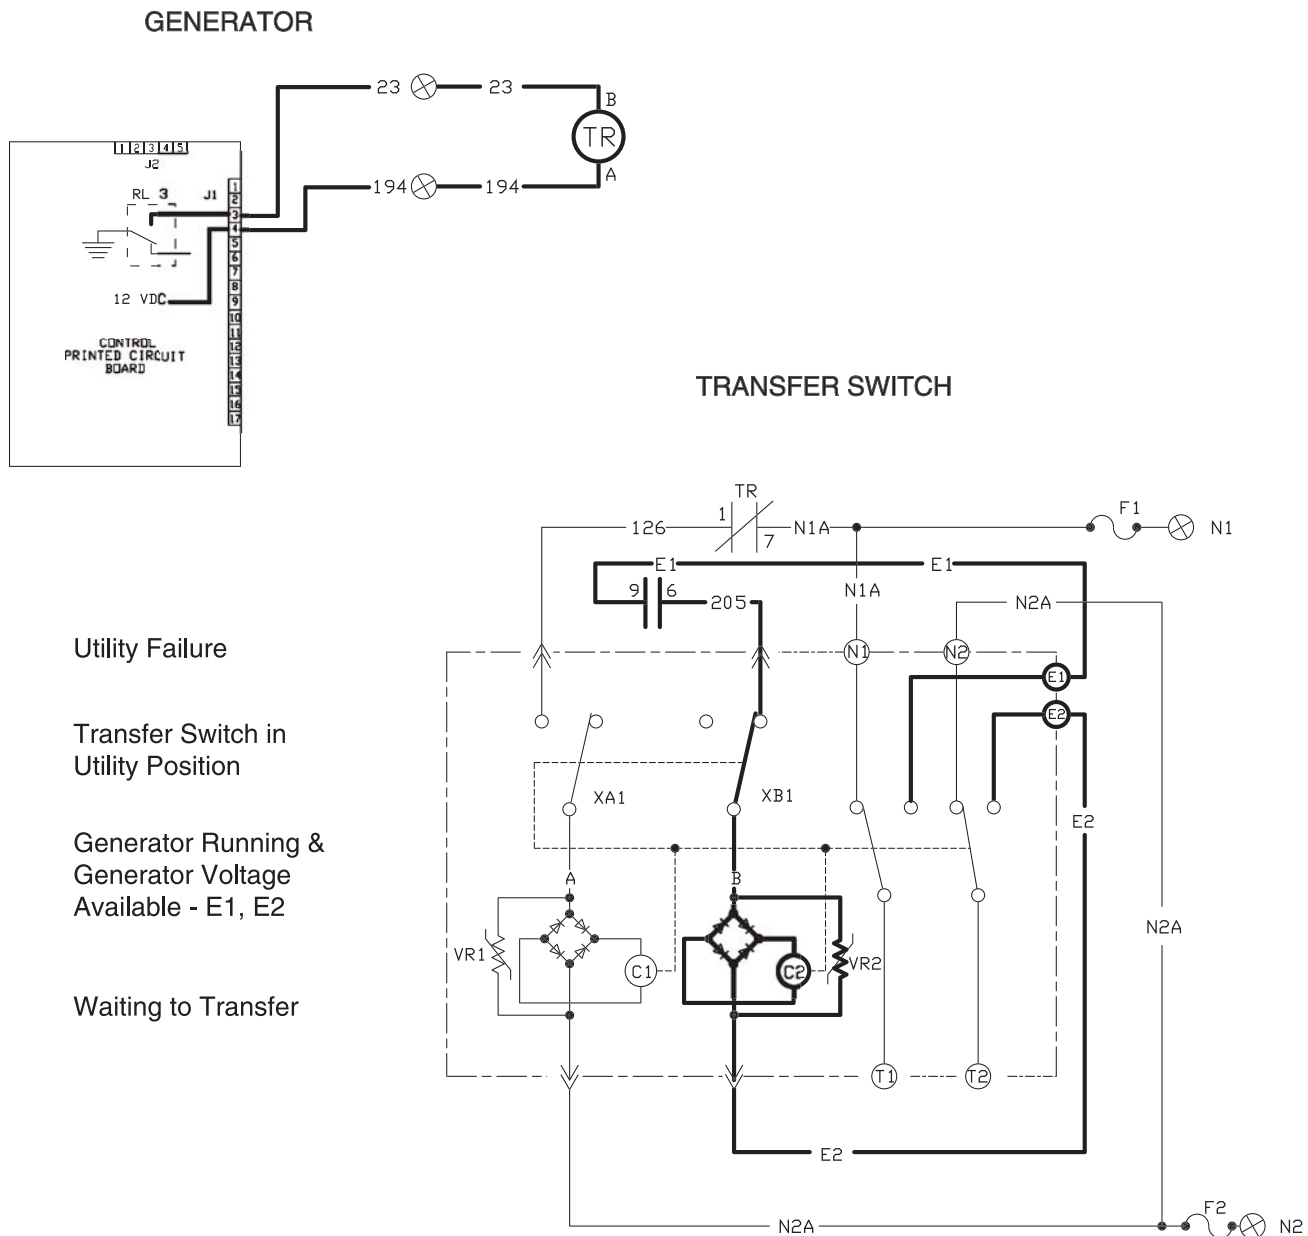 GENERATOR
23 23
B
TR
A
194 194
1 2 3 4 5
J2
RL 3 J1
1
2
3
4
5
6
7
8
9
10
11
12
13
14
15
16
17
12 VDC
CONTROL
PRINTED CIRCUIT
BOARD
TRANSFER SWITCH
TR
1
7
126 N1A
F1
N1
E1 E1
9 6
205
N1A
N2A
Utility Failure
N1 N2
E1
E2
Transfer Switch in
Utility Position
XA1 XB1
E2
Generator Running &
Generator Voltage
Available - E1, E2
A B
N2A
VR1 C1 C2 VR2
Waiting to Transfer
T1 T2
E2
F2
N2A N2